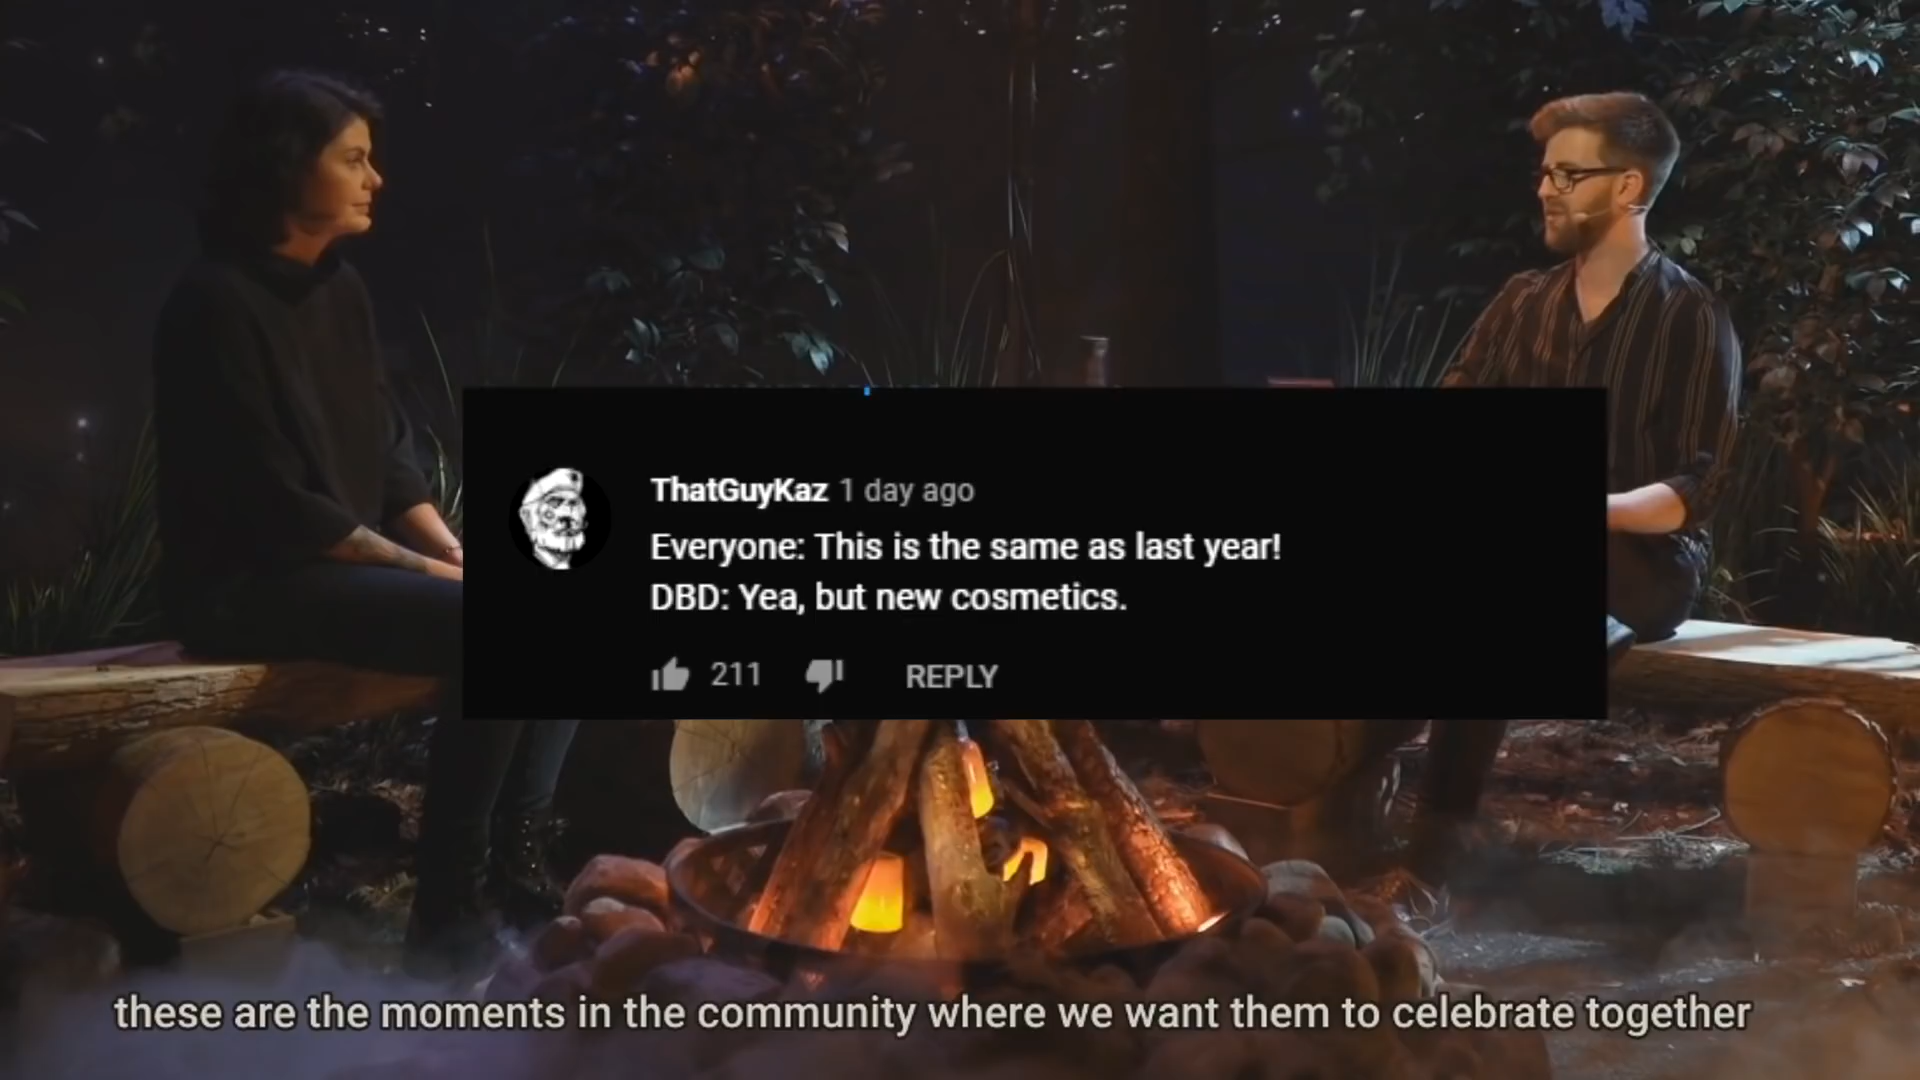 ThatGuyKaz 1 day ago
Everyone: This is the same as last year!
DBD: Yea, but new cosmetics.
211 REPLY
these are the moments in the community where we want them to celebrate together